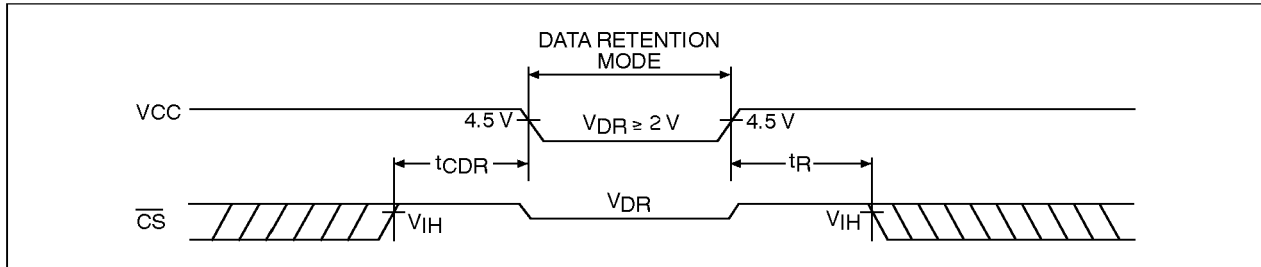 DATA RETENTION
MODE
VCC
4.5 V
VDR ≥ 2 V
4.5 V
tCDR
tR
CS
VIH
VDR
VIH